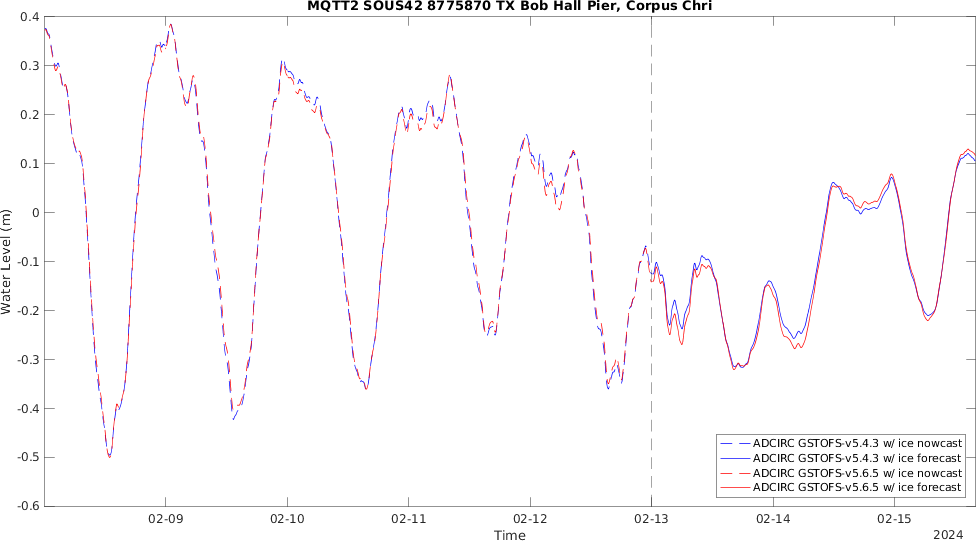 MQTT2 SOUS42 8775870 TX Bob Hall Pier, Corpus Chri
0.4
0.3
0.2
0.1
0
-0.1
-0.2
-0.3
-0.4
-0.5
-0.6
Water Level (m)
ADCIRC GSTOFS-v5.4.3 w/ ice nowcast
ADCIRC GSTOFS-v5.4.3 w/ ice forecast
ADCIRC GSTOFS-v5.6.5 w/ ice nowcast
ADCIRC GSTOFS-v5.6.5 w/ ice forecast
02-09 02-10 02-11 02-12 02-13 02-14 02-15
Time
2024